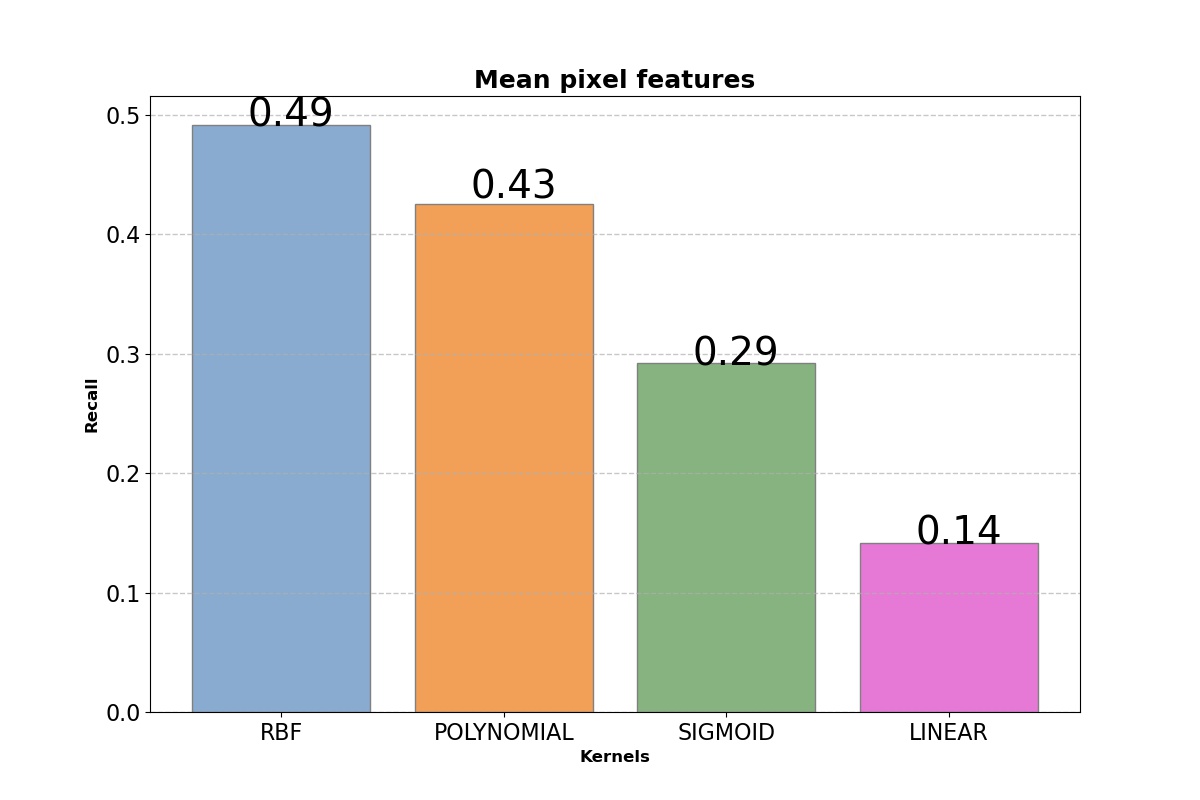 Mean pixel features
0.5
0.4
0.3
0.2
0.1
0.0
Recall
0.49
0.43
0.29
0.14
RBF
POLYNOMIAL
SIGMOID
LINEAR
Kernels